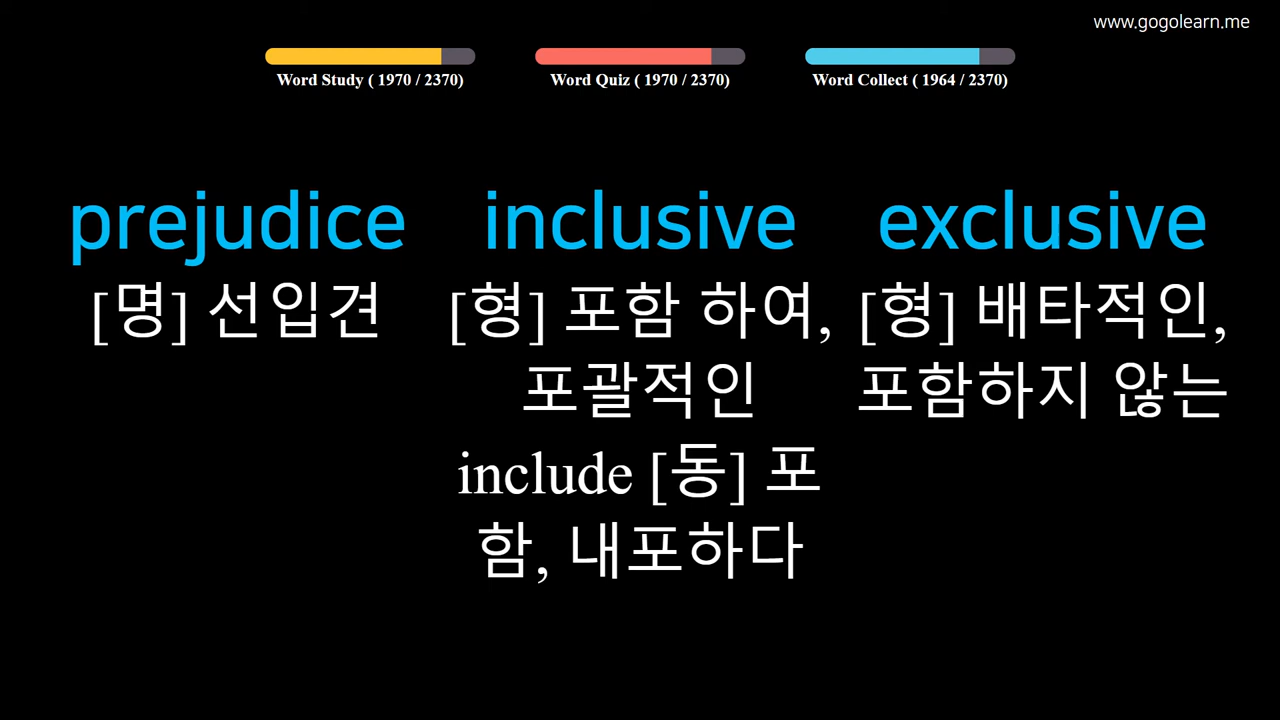 www.gogolearn.me
Word Study ( 1970 / 2370)
Word Quiz ( 1970 / 2370)
Word Collect ( 1964 / 2370)
prejudice
[명] 선입견
inclusive
[형] 포함 하여,
포괄적인
include [동] 포
함, 내포하다
exclusive
[형] 배타적인,
포함하지 않는